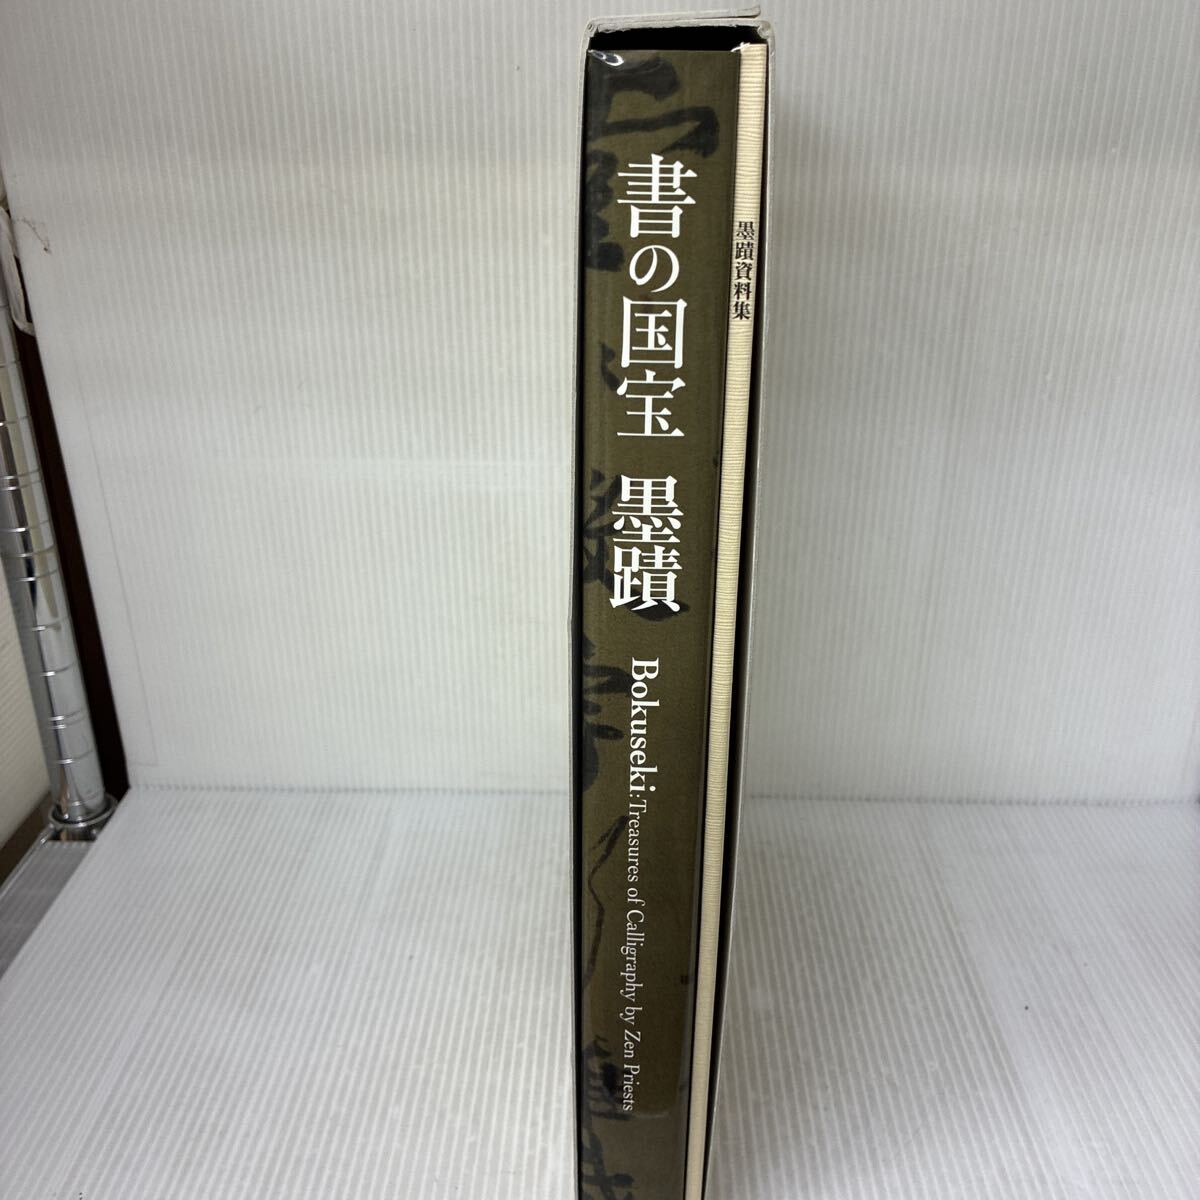 書の国宝 墨蹟
Bokuseki:Treasures of Calligraphy by Zen Priests
墨蹟資料集